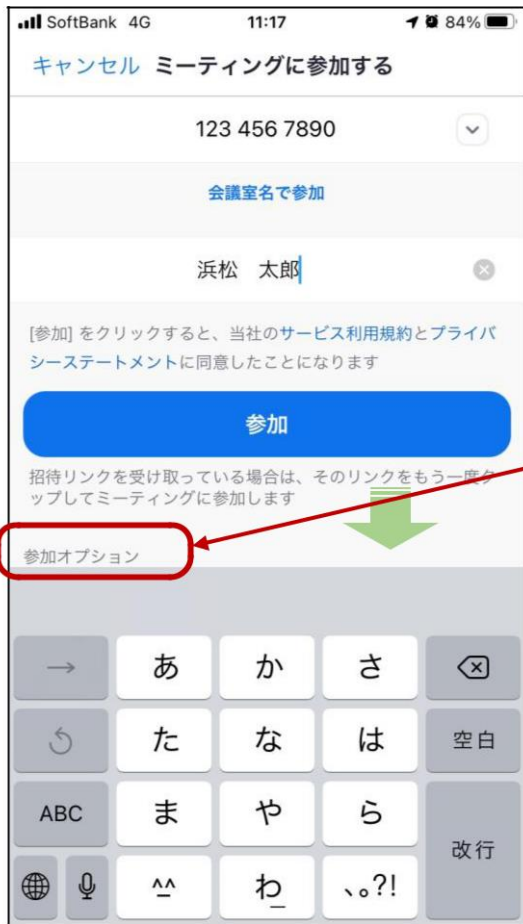 SoftBank 4G 11:17 84%
キャンセル ミーティングに参加する
123 456 7890
会議室名で参加
浜松 太郎
[参加] をクリックすると、当社のサービス利用規約とプライバ
シーステートメントに同意したことになります
参加
招待リンクを受け取っている場合は、そのリンクをもう一度タ
ップしてミーティングに参加します
参加オプション
→ あ か さ
た な は 空白
ABC ま や ら
^^ わ 、。?! 改行